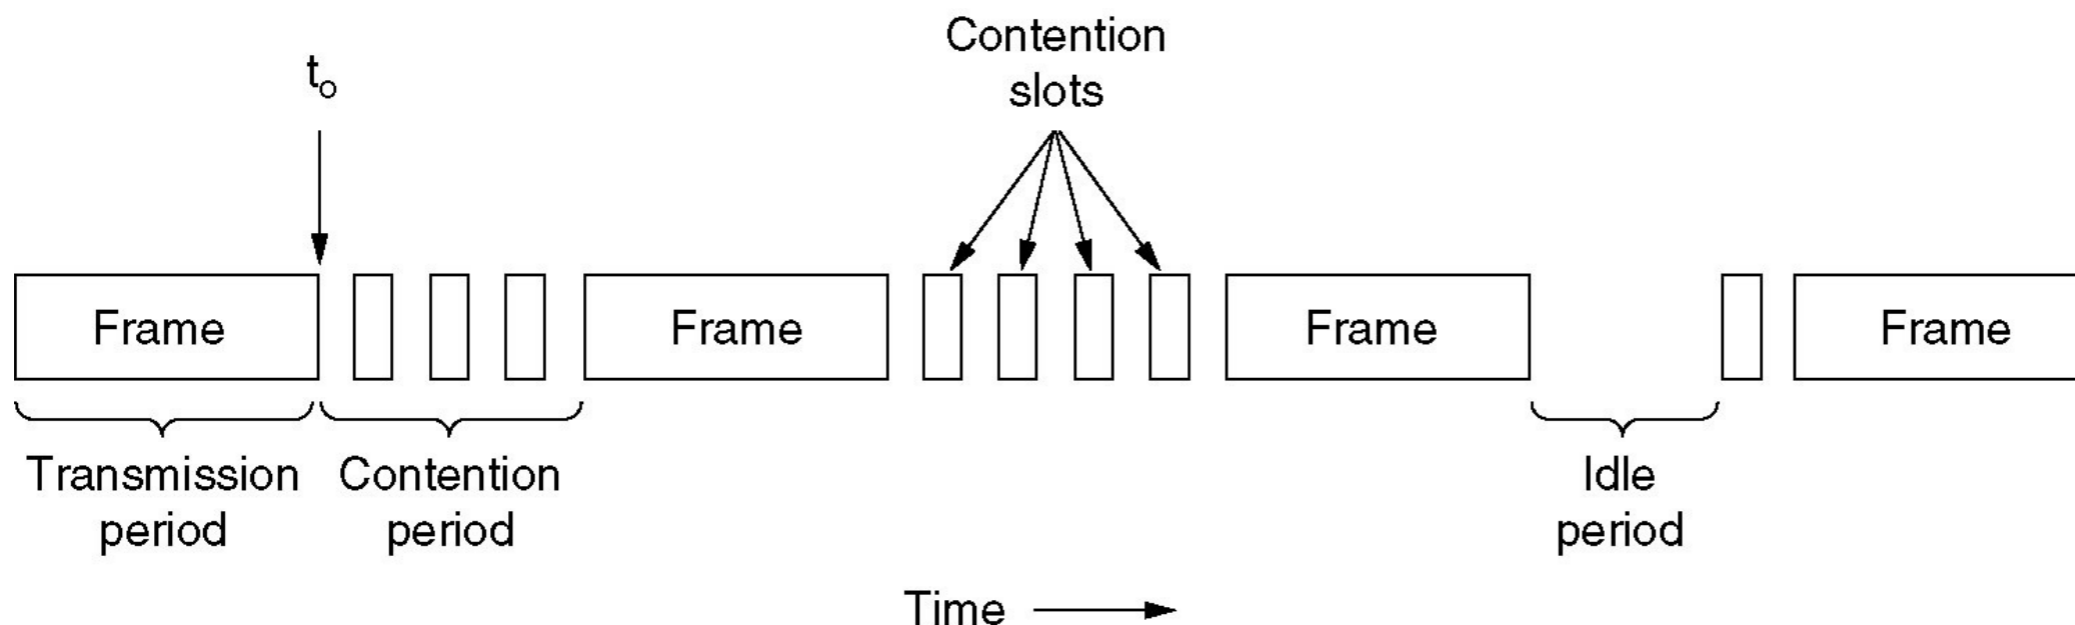 Contention
slots
t₀
Frame
Frame
Frame
Frame
Transmission
period
Contention
period
Idle
period
Time